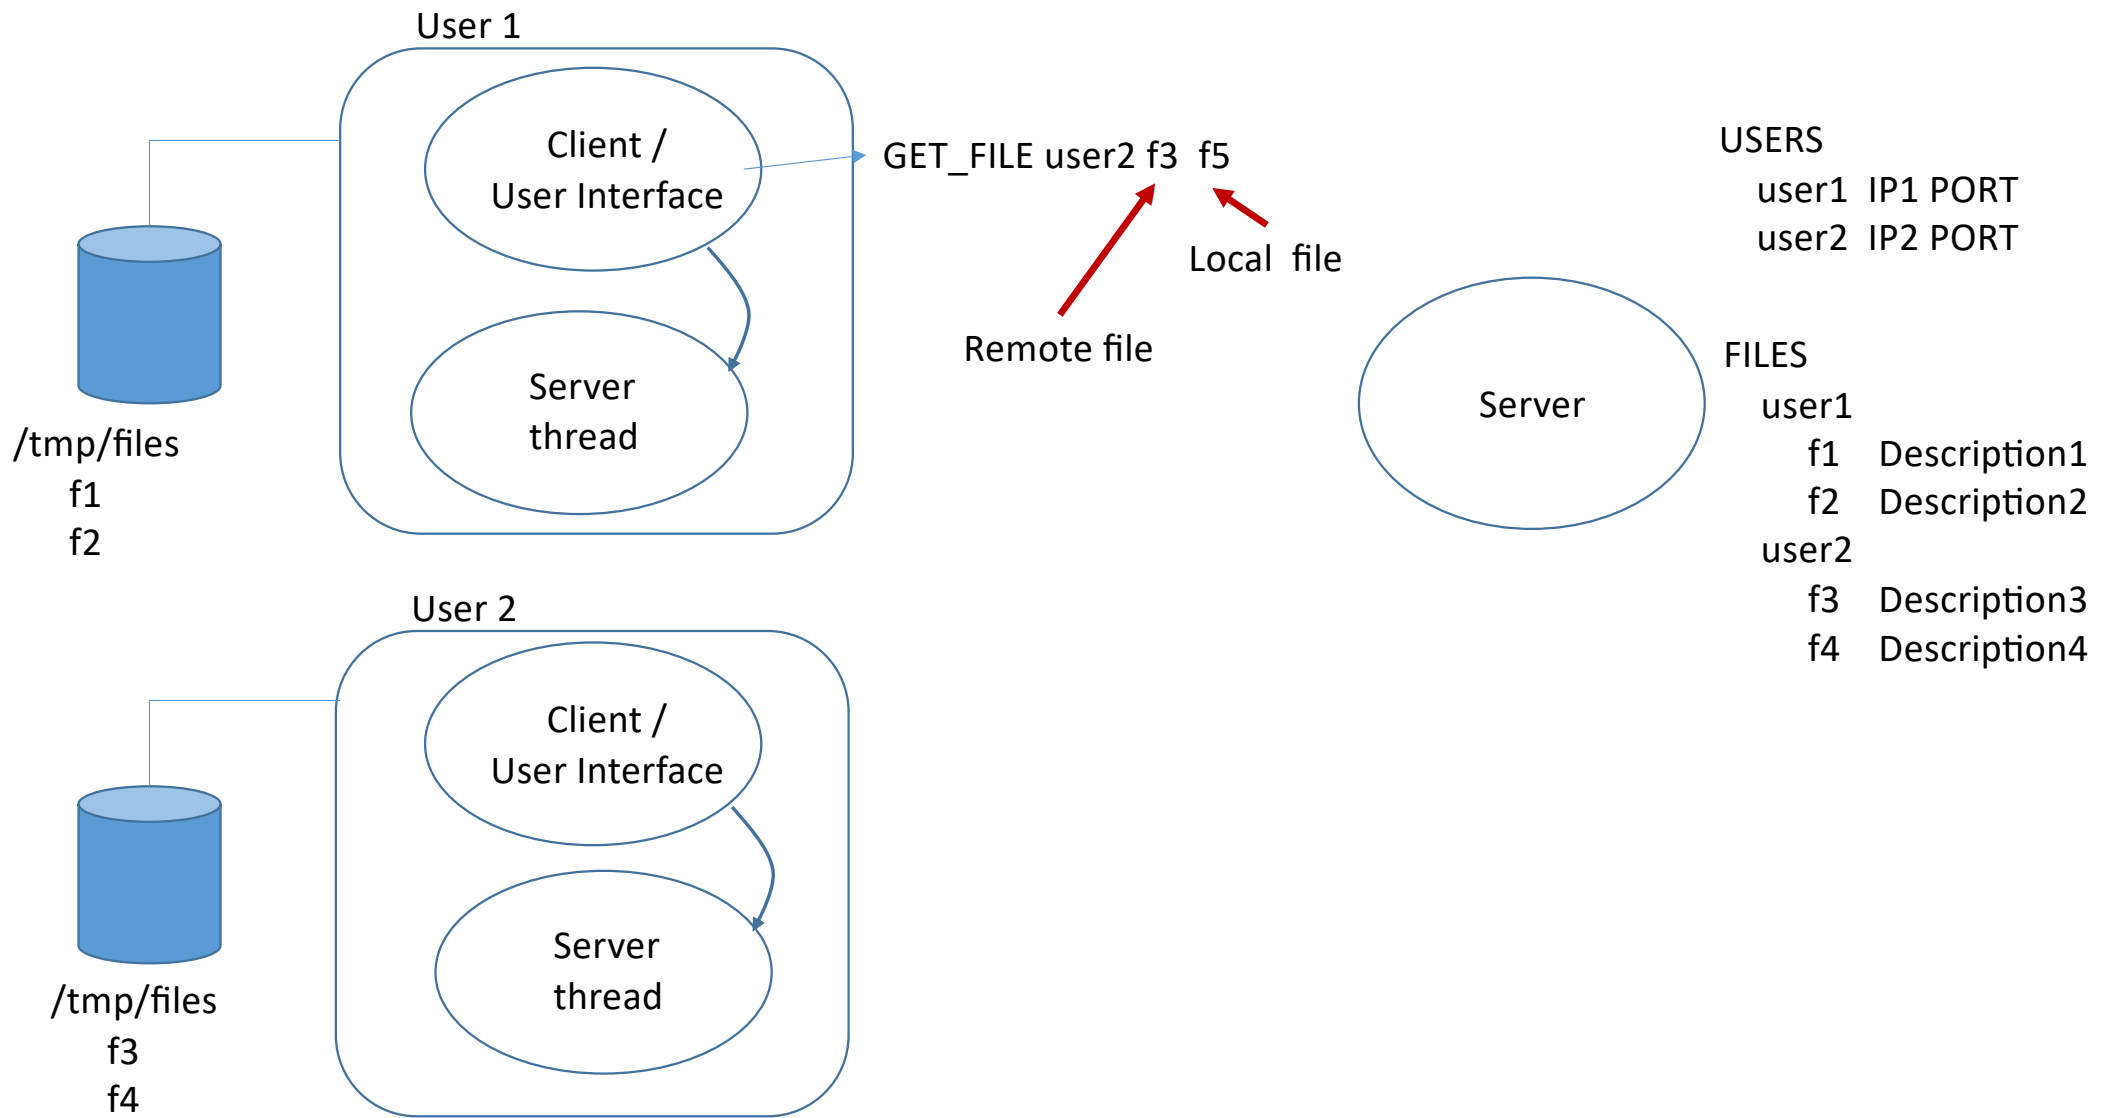 User 1
Client /
User Interface
Server
thread
/tmp/files
f1
f2
GET_FILE user2 f3  f5
Local  file
Remote file
User 2
Client /
User Interface
Server
thread
/tmp/files
f3
f4
Server
USERS
user1  IP1 PORT
user2  IP2 PORT
FILES
user1
f1    Description1
f2    Description2
user2
f3    Description3
f4    Description4